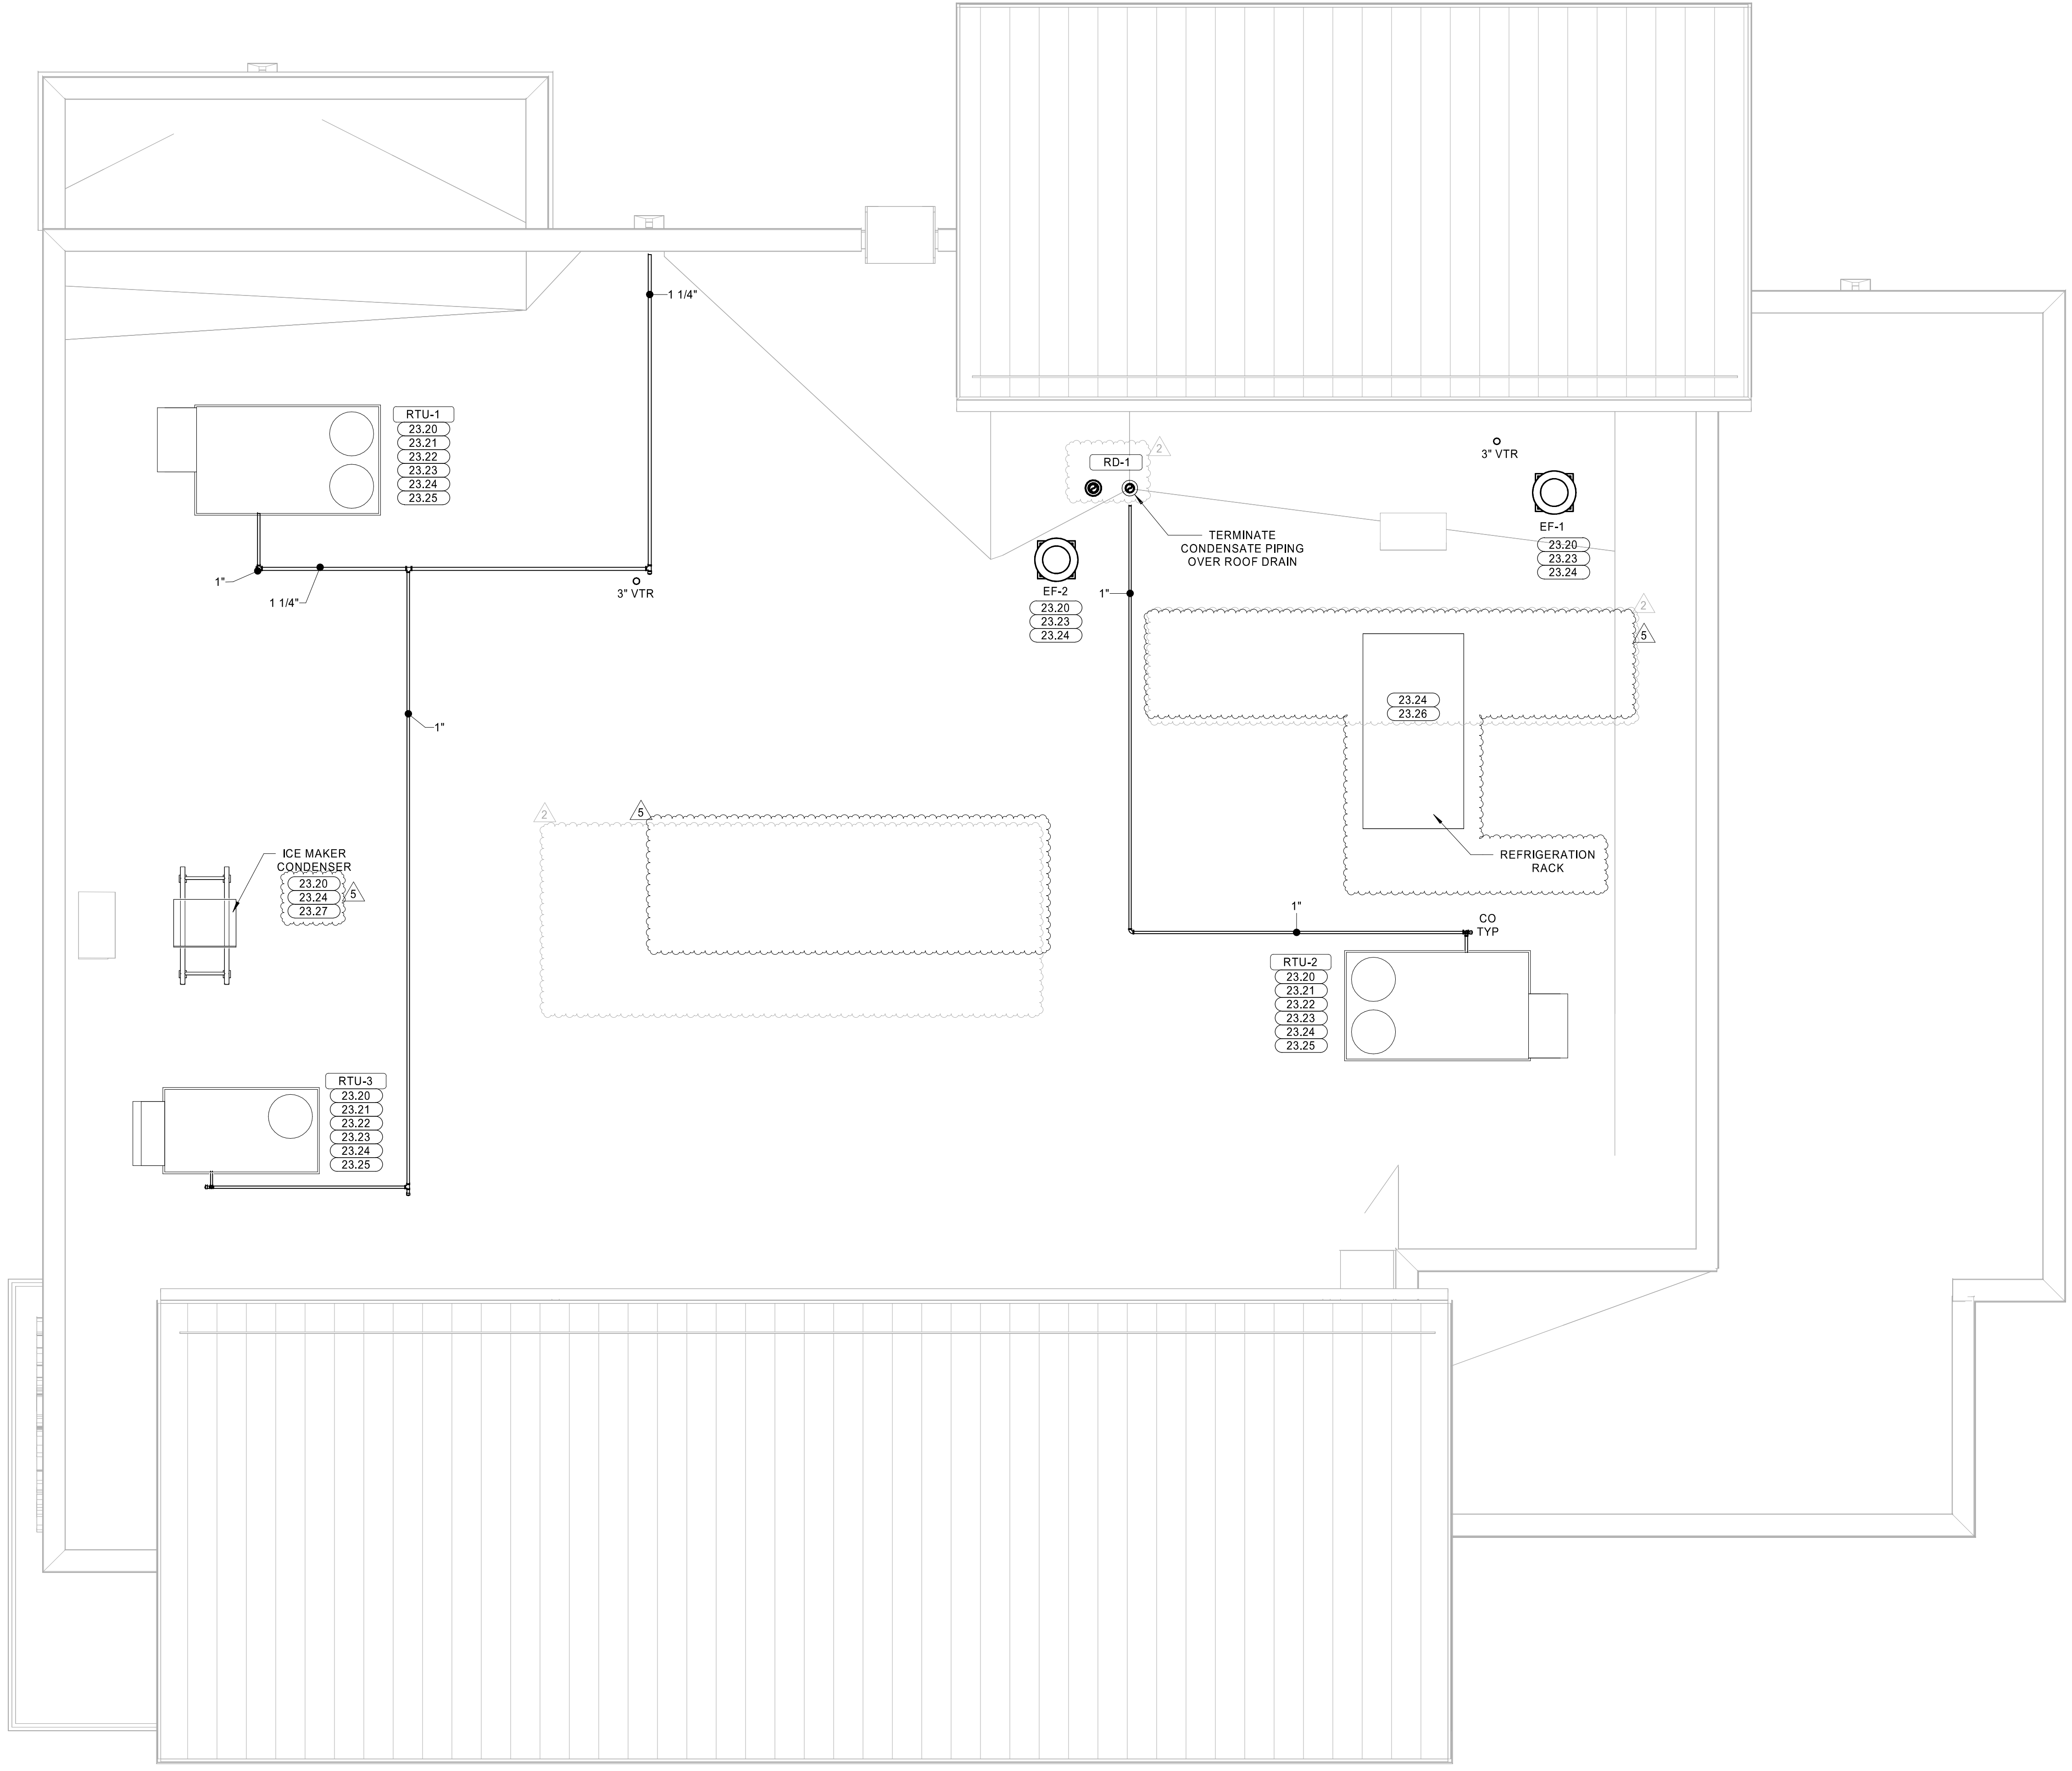 1 1/4"
RTU-1
23.20
23.21
23.22
23.23
23.24
23.25
1"
1 1/4"
3" VTR
1"
2
RD-1
3" VTR
TERMINATE
CONDENSATE PIPING
OVER ROOF DRAIN
EF-1
23.20
23.23
23.24
EF-2
23.20
23.23
23.24
1"
2
5
23.24
23.26
REFRIGERATION
RACK
2
5
ICE MAKER
CONDENSER
23.20
23.24
23.27
5
1"
CO
TYP
RTU-2
23.20
23.21
23.22
23.23
23.24
23.25
RTU-3
23.20
23.21
23.22
23.23
23.24
23.25